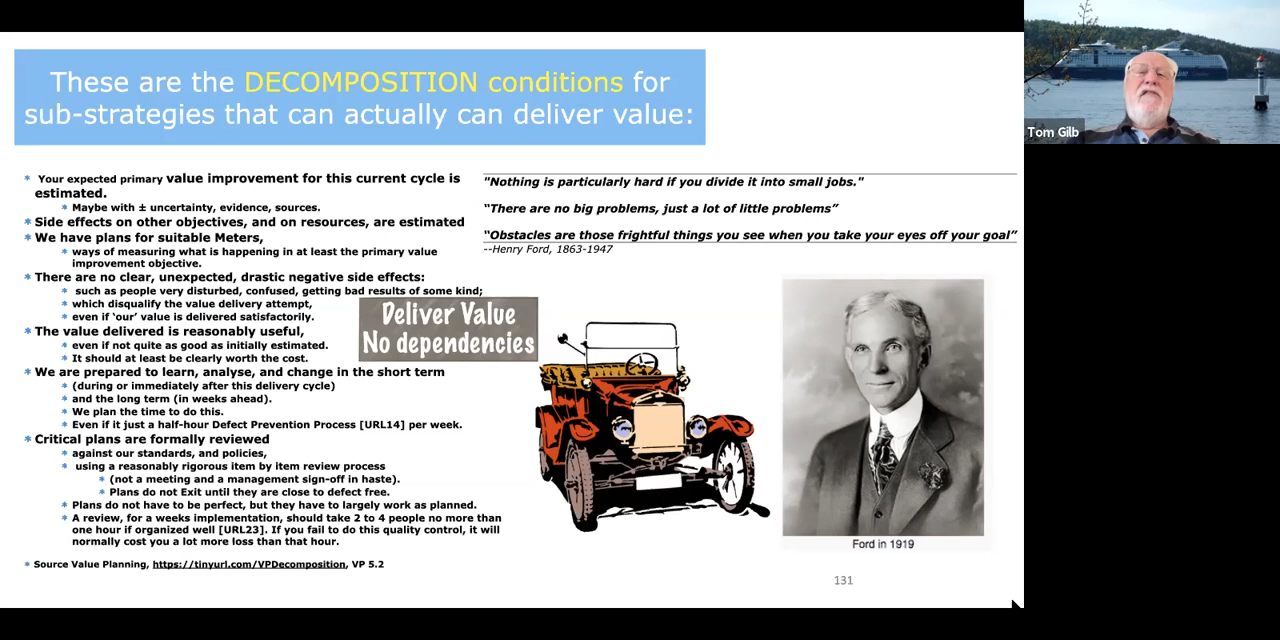 These are the DECOMPOSITION conditions for
sub-strategies that can actually can deliver value:
* Your expected primary value improvement for this current cycle is
estimated.
* Maybe with ± uncertainty, evidence, sources.
* Side effects on other objectives, and on resources, are estimated
* We have plans for suitable Meters,
* ways of measuring what is happening in at least the primary value
improvement objective.
* There are no clear, unexpected, drastic negative side effects:
* such as people very disturbed, confused, getting bad results of some kind;
* which disqualify the value delivery attempt,
* even if ‘our’ value is delivered satisfactorily.
* The value delivered is reasonably useful,
* even if not quite as good as initially estimated.
* It should at least be clearly worth the cost.
* We are prepared to learn, analyse, and change in the short term
* (during or immediately after this delivery cycle)
* and the long term (in weeks ahead).
* We plan the time to do this.
* Even if it just a half-hour Defect Prevention Process [URL14] per week.
* Critical plans are formally reviewed
* against our standards, and policies,
* using a reasonably rigorous item by item review process
* (not a meeting and a management sign-off in haste).
* Plans do not Exit until they are close to defect free.
* Plans do not have to be perfect, but they have to largely work as planned.
* A review, for a weeks implementation, should take 2 to 4 people no more than
one hour if organized well [URL23]. If you fail to do this quality control, it will
normally cost you a lot more loss than that hour.
* Source Value Planning, https://tinyurl.com/VPDecomposition, VP 5.2
"Nothing is particularly hard if you divide it into small jobs."
“There are no big problems, just a lot of little problems”
“Obstacles are those frightful things you see when you take your eyes off your goal”
--Henry Ford, 1863-1947
Deliver Value
No dependencies
Ford in 1919
131
Tom Gilb